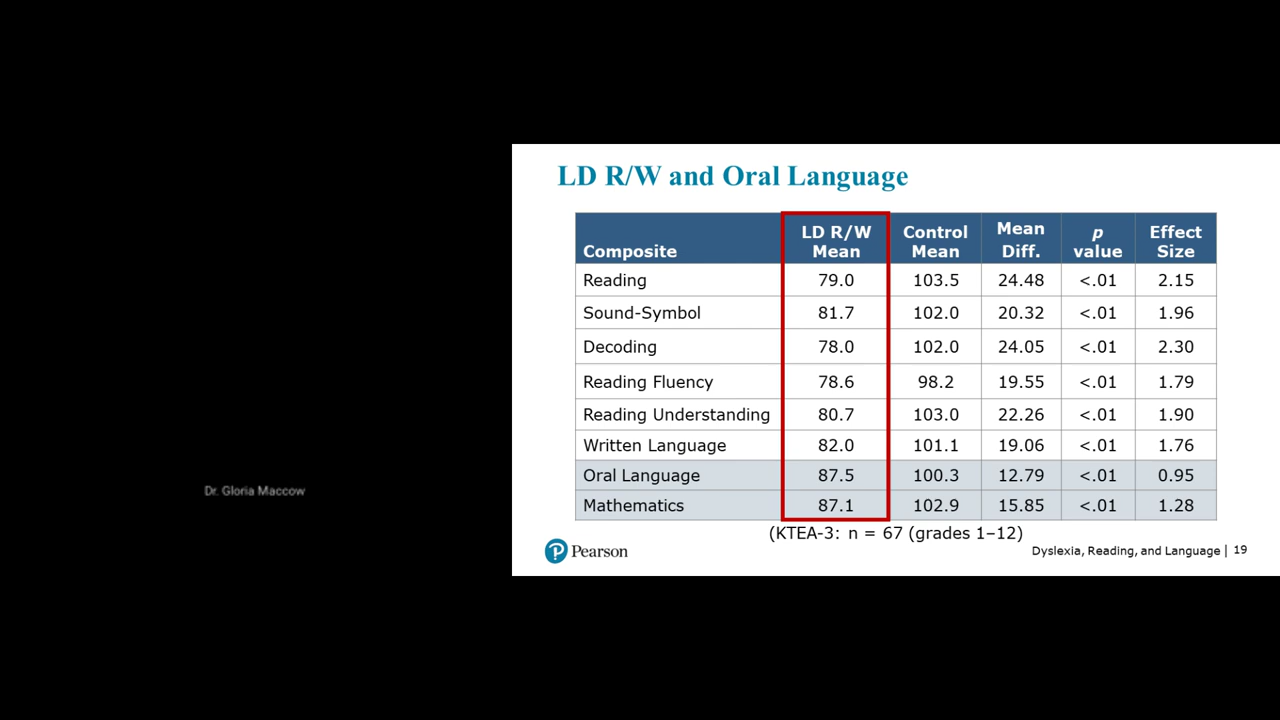 LD R/W and Oral Language
Composite LD R/W Mean Control Mean Mean Diff. p value Effect Size
Reading 79.0 103.5 24.48 <.01 2.15
Sound-Symbol 81.7 102.0 20.32 <.01 1.96
Decoding 78.0 102.0 24.05 <.01 2.30
Reading Fluency 78.6 98.2 19.55 <.01 1.79
Reading Understanding 80.7 103.0 22.26 <.01 1.90
Written Language 82.0 101.1 19.06 <.01 1.76
Oral Language 87.5 100.3 12.79 <.01 0.95
Mathematics 87.1 102.9 15.85 <.01 1.28
(KTEA-3: n = 67 (grades 1–12)
Pearson
Dyslexia, Reading, and Language | 19
Dr. Gloria Maccow